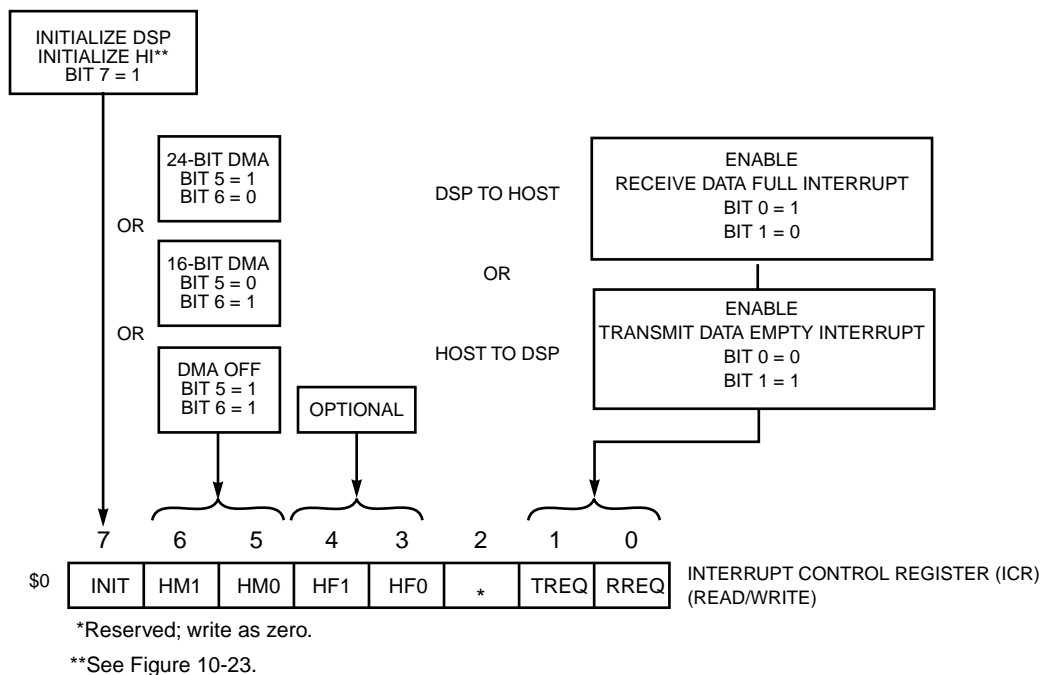 INITIALIZE DSP
INITIALIZE HI**
BIT 7 = 1
24-BIT DMA
BIT 5 = 1
BIT 6 = 0
OR
16-BIT DMA
BIT 5 = 0
BIT 6 = 1
OR
DMA OFF
BIT 5 = 1
BIT 6 = 1
OPTIONAL
DSP TO HOST
ENABLE
RECEIVE DATA FULL INTERRUPT
BIT 0 = 1
BIT 1 = 0
OR
HOST TO DSP
ENABLE
TRANSMIT DATA EMPTY INTERRUPT
BIT 0 = 0
BIT 1 = 1
7 6 5 4 3 2 1 0
$0 INIT HM1 HM0 HF1 HF0 * TREQ RREQ
INTERRUPT CONTROL REGISTER (ICR)
(READ/WRITE)
*Reserved; write as zero.
**See Figure 10-23.